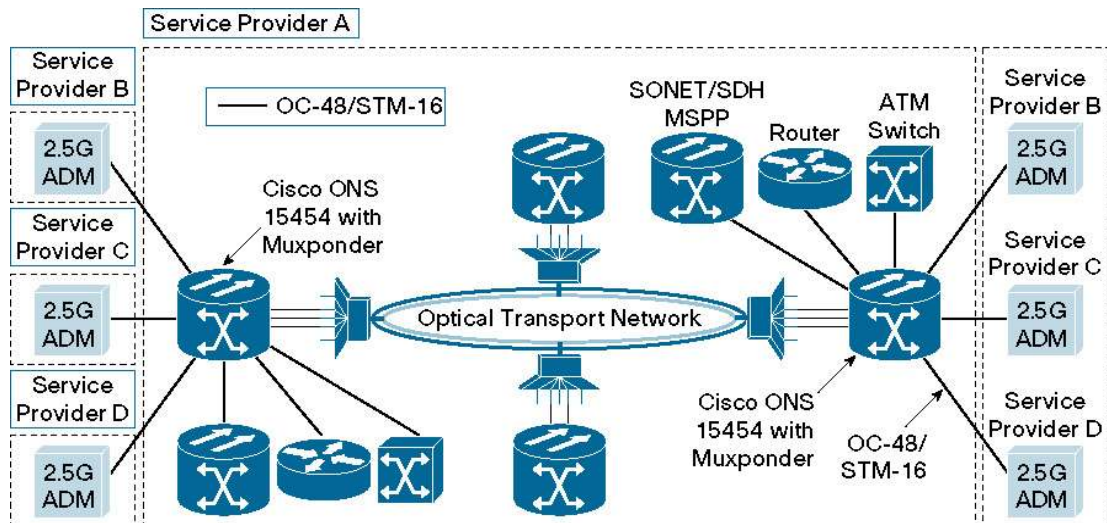 Service Provider A
Service
Provider B
OC-48/STM-16
SONET/SDH
MSPP
Router
ATM
Switch
Service
Provider B
2.5G
ADM
2.5G
ADM
Cisco ONS
15454 with
Muxponder
Service
Provider C
Service
Provider C
2.5G
ADM
Optical Transport Network
2.5G
ADM
Service
Provider D
Cisco ONS
15454 with
Muxponder
OC-48/
STM-16
Service
Provider D
2.5G
ADM
2.5G
ADM